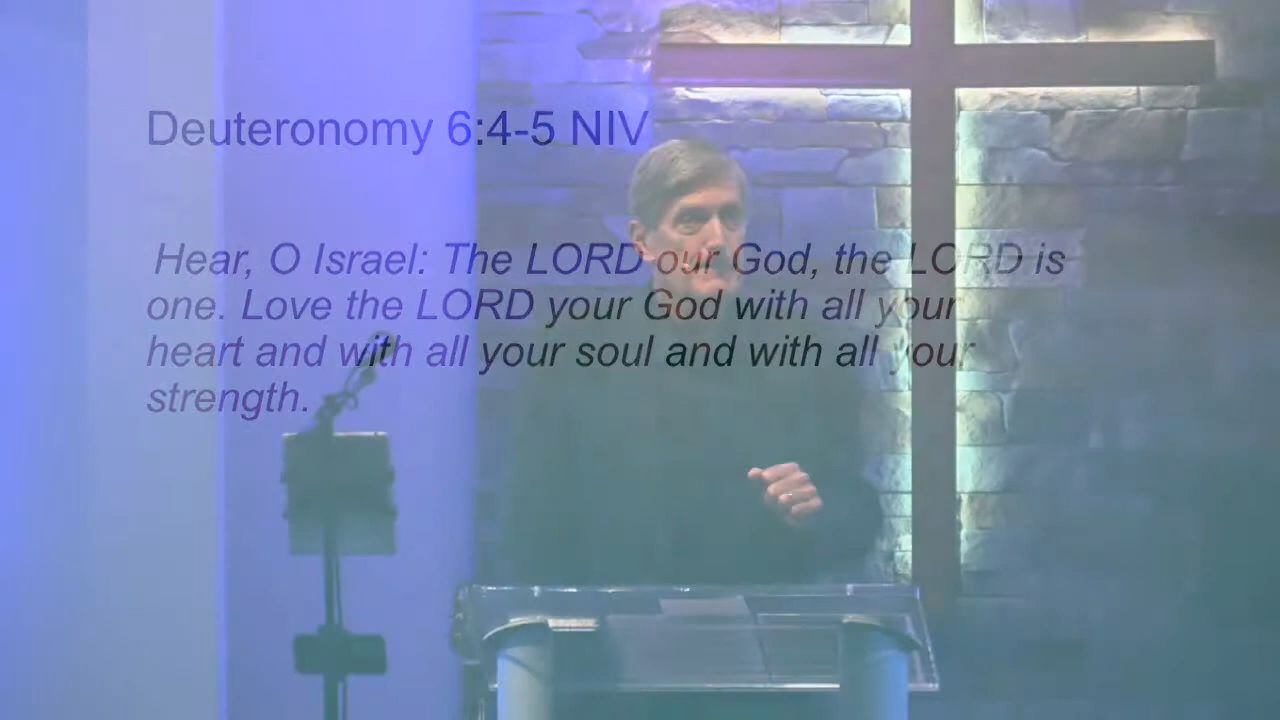 Deuteronomy 6:4-5 NIV
Hear, O Israel: The LORD our God, the LORD is
one. Love the LORD your God with all your
heart and with all your soul and with all your
strength.